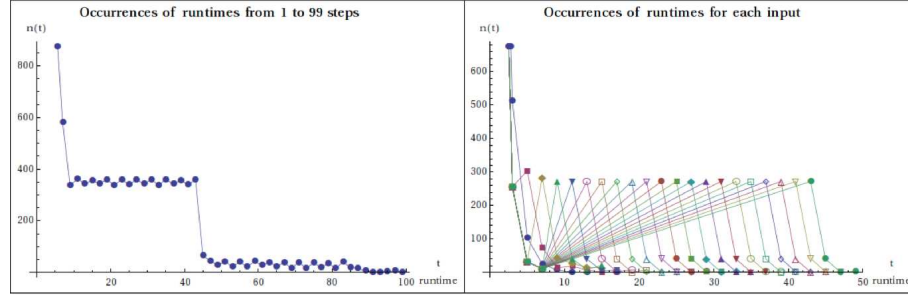 Occurrences of runtimes from 1 to 99 steps
n(t)
800
600
400
200
20 40 60 80 100
t
runtime
Occurrences of runtimes for each input
n(t)
600
500
400
300
200
100
10 20 30 40 50
t
runtime